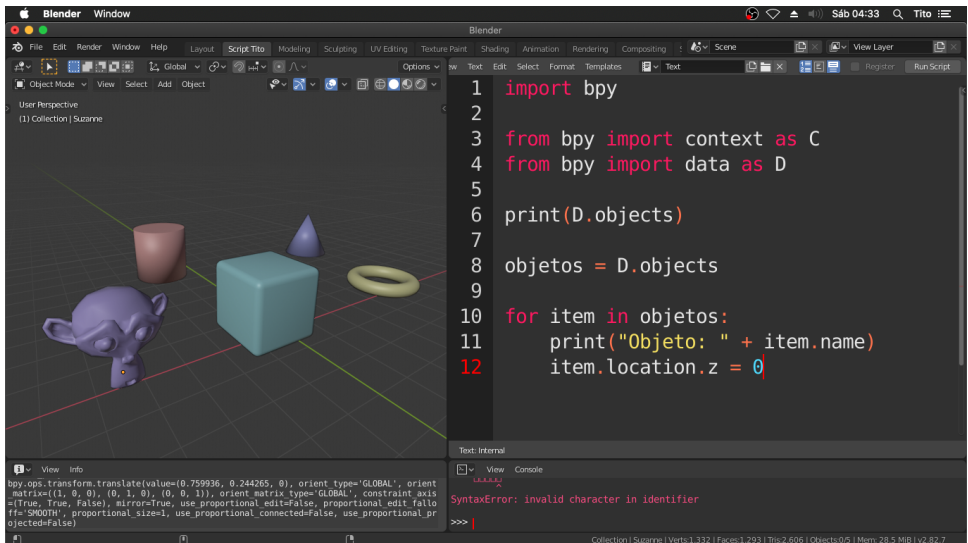 Blender Window Sáb 04:33 Tito
Blender
File Edit Render Window Help Layout Script Tito Modeling Sculpting UV Editing Texture Paint Shading Animation Rendering Compositing Scene View Layer
Global Options
ew Text Edit Select Format Templates Text Register Run Script
Object Mode View Select Add Object
User Perspective
(1) Collection | Suzanne
1 import bpy
2
3 from bpy import context as C
4 from bpy import data as D
5
6 print(D.objects)
7
8 objetos = D.objects
9
10 for item in objetos:
11 print("Objeto: " + item.name)
12 item.location.z = 0
Text: Internal
View Info
bpy.ops.transform.translate(value=(0.759936, 0.244265, 0), orient_type='GLOBAL', orient
_matrix=((1, 0, 0), (0, 1, 0), (0, 0, 1)), orient_matrix_type='GLOBAL', constraint_axis
=(True, True, False), mirror=True, use_proportional_edit=False, proportional_edit_fallo
ff='SMOOTH', proportional_size=1, use_proportional_connected=False, use_proportional_pr
ojected=False)
View Console
^
SyntaxError: invalid character in identifier
>>>
Collection | Suzanne | Verts:1.332 | Faces:1.293 | Tris:2.606 | Objects:0/5 | Mem: 28.5 MiB | v2.82.7